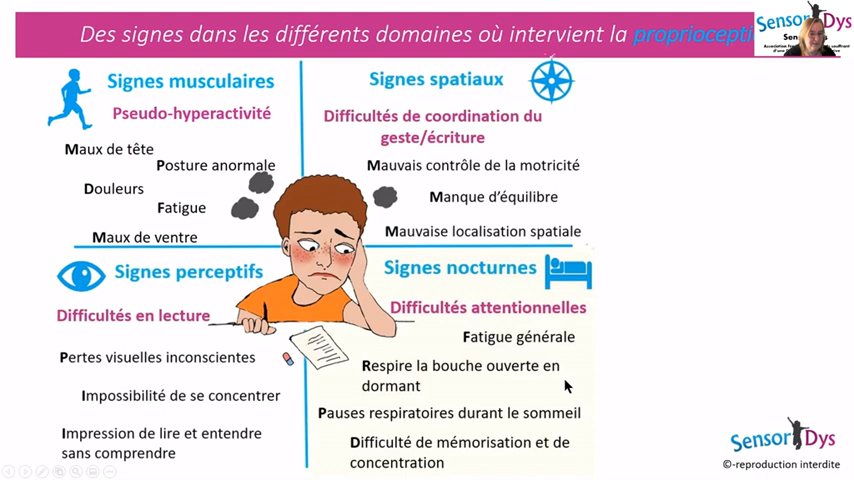 Des signes dans les différents domaines où intervient la
Sensor Dys
Signes musculaires
Pseudo-hyperactivité
Maux de tête
Posture anormale
Douleurs
Fatigue
Maux de ventre
Signes spatiaux
Difficultés de coordination du
geste/écriture
Mauvais contrôle de la motricité
Manque d'équilibre
Mauvaise localisation spatiale
Signes perceptifs
Difficultés en lecture
Pertes visuelles inconscientes
Impossibilité de se concentrer
Impression de lire et entendre
sans comprendre
Signes nocturnes
Difficultés attentionnelles
Fatigue générale
Respire la bouche ouverte en
dormant
Pauses respiratoires durant le sommeil
Difficulté de mémorisation et de
concentration
Sensor Dys
©-reproduction interdite